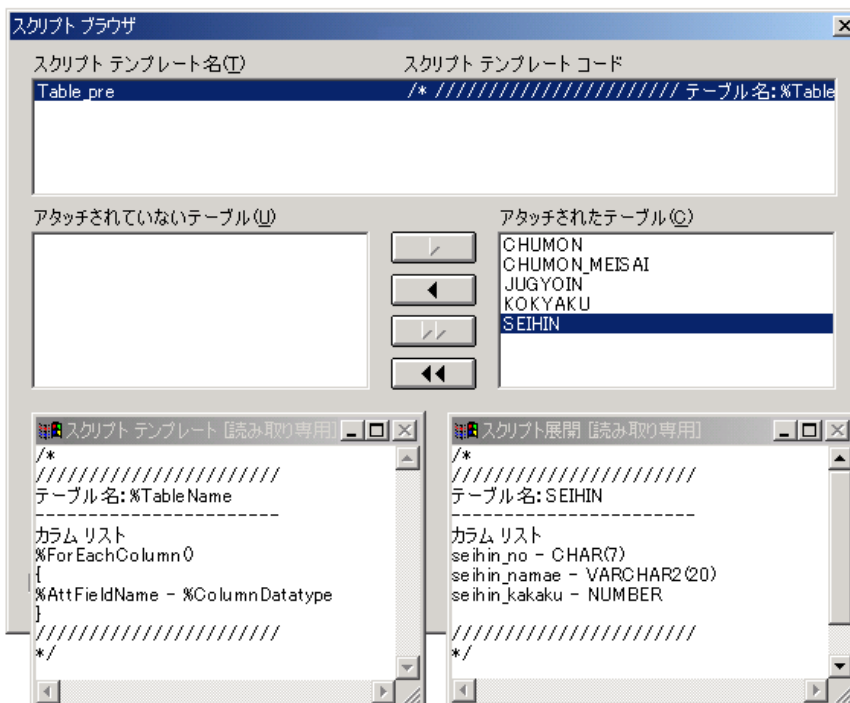 スクリプト ブラウザ
スクリプト テンプレート名(T) スクリプト テンプレート コード
Table_pre /* /////////////////////// テーブル名: %Table
アタッチされていないテーブル(U) アタッチされたテーブル(C)
CHUMON
CHUMON_MEISAI
JUGYOIN
KOKYAKU
SEIHIN
スクリプト テンプレート [読み取り専用]
/*
///////////////////////
テーブル名: %TableName
-----------------------
カラム リスト
%ForEachColumn()
{
%AttFieldName - %ColumnDatatype
}
///////////////////////
*/
スクリプト展開 [読み取り専用]
/*
///////////////////////
テーブル名: SEIHIN
-----------------------
カラム リスト
seihin_no - CHAR(7)
seihin_namae - VARCHAR2(20)
seihin_kakaku - NUMBER
///////////////////////
*/